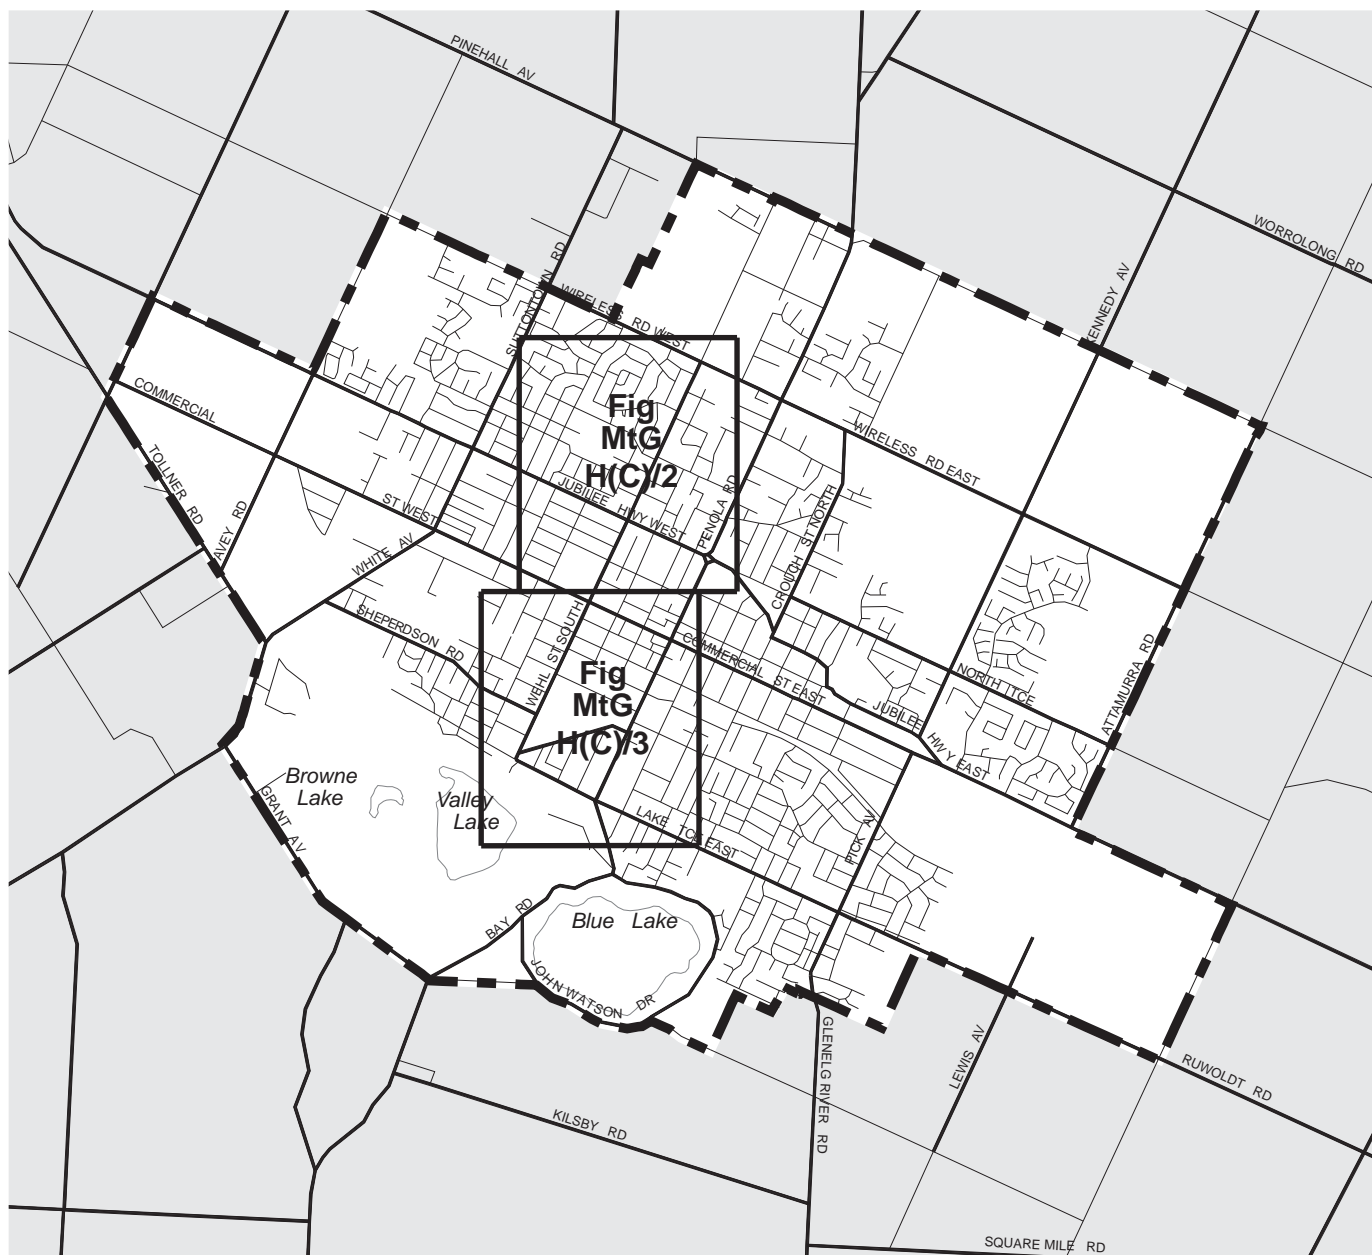 PINEHALL AV
WORROLONG RD
KENNEDY AV
SUTTONTOWN RD
WIRELESS RD WEST
COMMERCIAL
ST WEST
TOLLNER RD
AVEY RD
WHITE AV
Fig
MtG
H(C)/2
JUBILEE HWY WEST
PENOLA RD
CROUCH ST NORTH
WIRELESS RD EAST
SHEPERDSON RD
WEHL ST SOUTH
COMMERCIAL ST EAST
NORTH TCE
ATTAMURRA RD
JUBILEE
HWY EAST
Fig
MtG
H(C)/3
Browne
Lake
Valley
Lake
GRANT AV
LAKE TCE EAST
PICK AV
BAY RD
Blue Lake
JOHN WATSON DR
GLENELG RIVER RD
LEWIS AV
RUWOLDT RD
KILSBY RD
SQUARE MILE RD